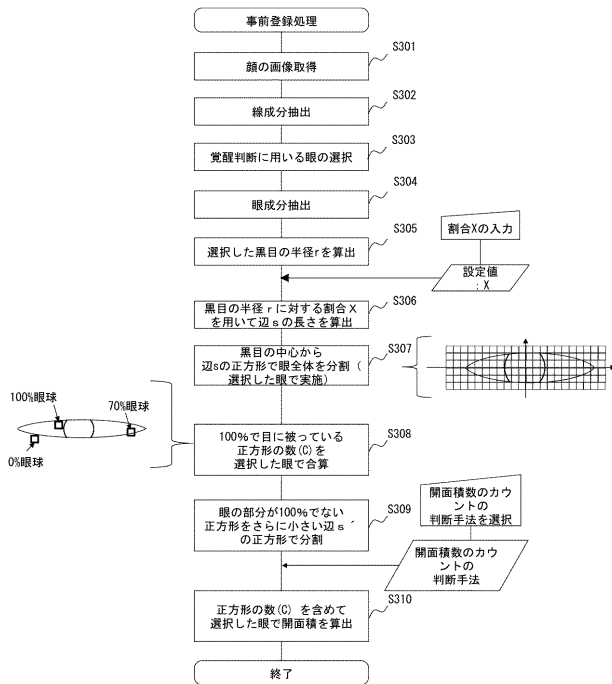 事前登録処理
S301
顔の画像取得
S302
線成分抽出
S303
覚醒判断に用いる眼の選択
S304
眼成分抽出
S305
選択した黒目の半径rを算出
割合Xの入力
設定値
：X
S306
黒目の半径ｒに対する割合X
を用いて辺ｓの長さを算出
S307
黒目の中心から
辺sの正方形で眼全体を分割（
選択した眼で実施）
100%眼球
70%眼球
0%眼球
S308
100％で目に被っている
正方形の数(C)を
選択した眼で合算
S309
眼の部分が100％でない
正方形をさらに小さい辺ｓ´
の正方形で分割
開面積数のカウ
ントの
判断手法を選択
開面積数のカウ
ントの
判断手法
S310
正方形の数(C) を含めて
選択した眼で開面積を算出
終了